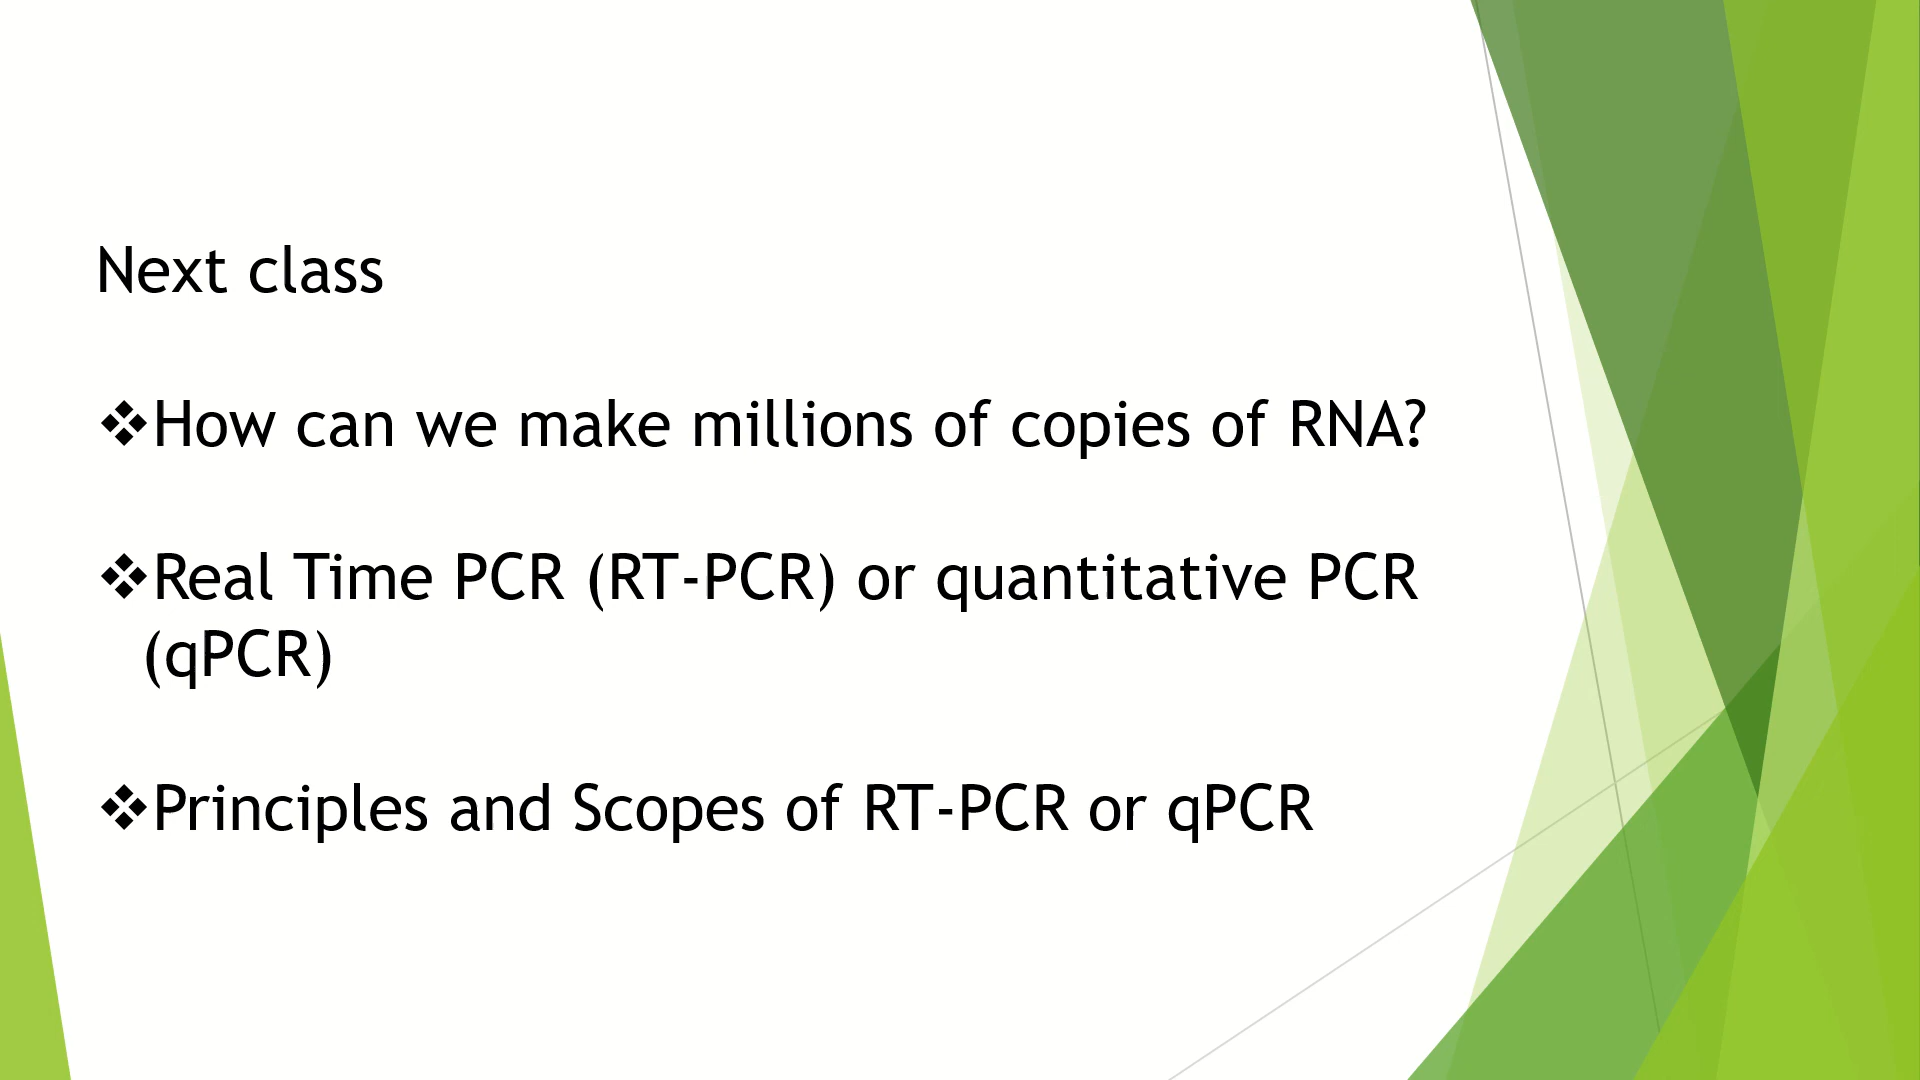 Next class
❖How can we make millions of copies of RNA?
❖Real Time PCR (RT-PCR) or quantitative PCR
(qPCR)
❖Principles and Scopes of RT-PCR or qPCR